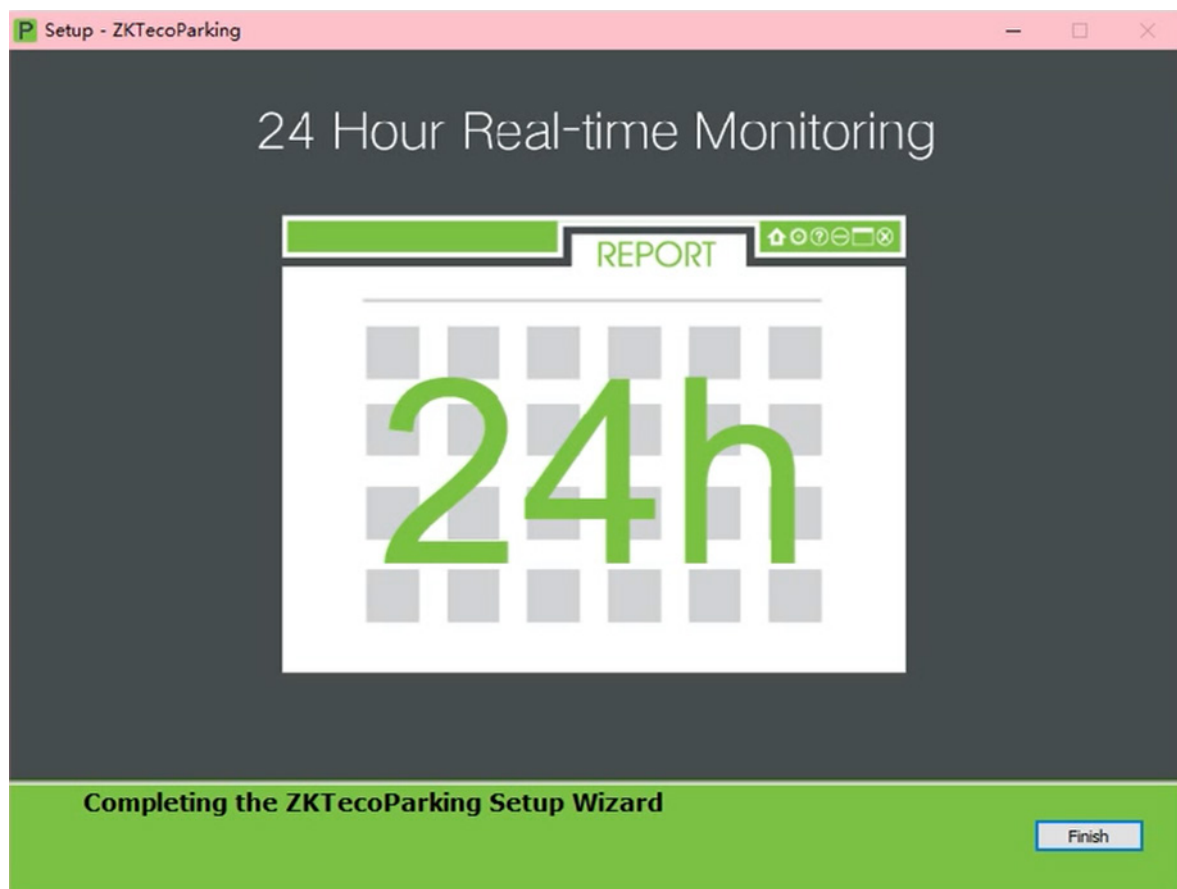 P Setup - ZKTecoParking
24 Hour Real-time Monitoring
REPORT
24h
Completing the ZKTecoParking Setup Wizard
Finish